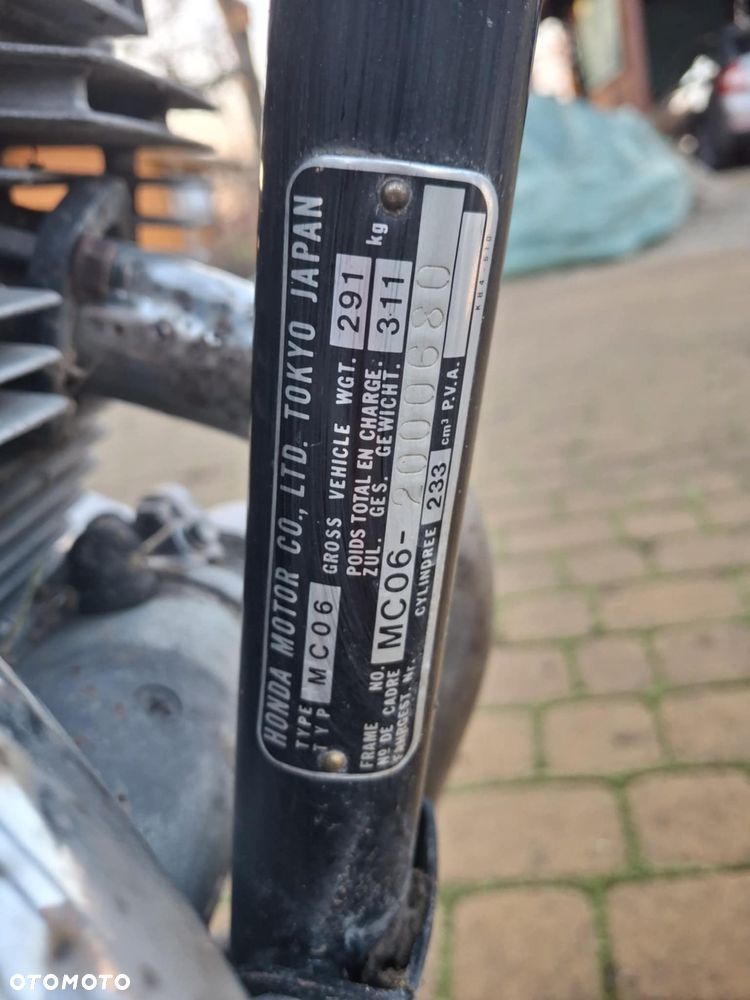 HONDA MOTOR CO., LTD. TOKYO JAPAN
TYPE
TYP
MC06
GROSS VEHICLE WGT. 291 kg
POIDS TOTAL EN CHARGE.
ZUL. GES. GEWICHT. 311
FRAME NO.
Nº DE CADRE
FAHRGEST. Nr.
MC06-2000680
CYLINDREE 233 cm³ P.V.A.
OTOMOTO